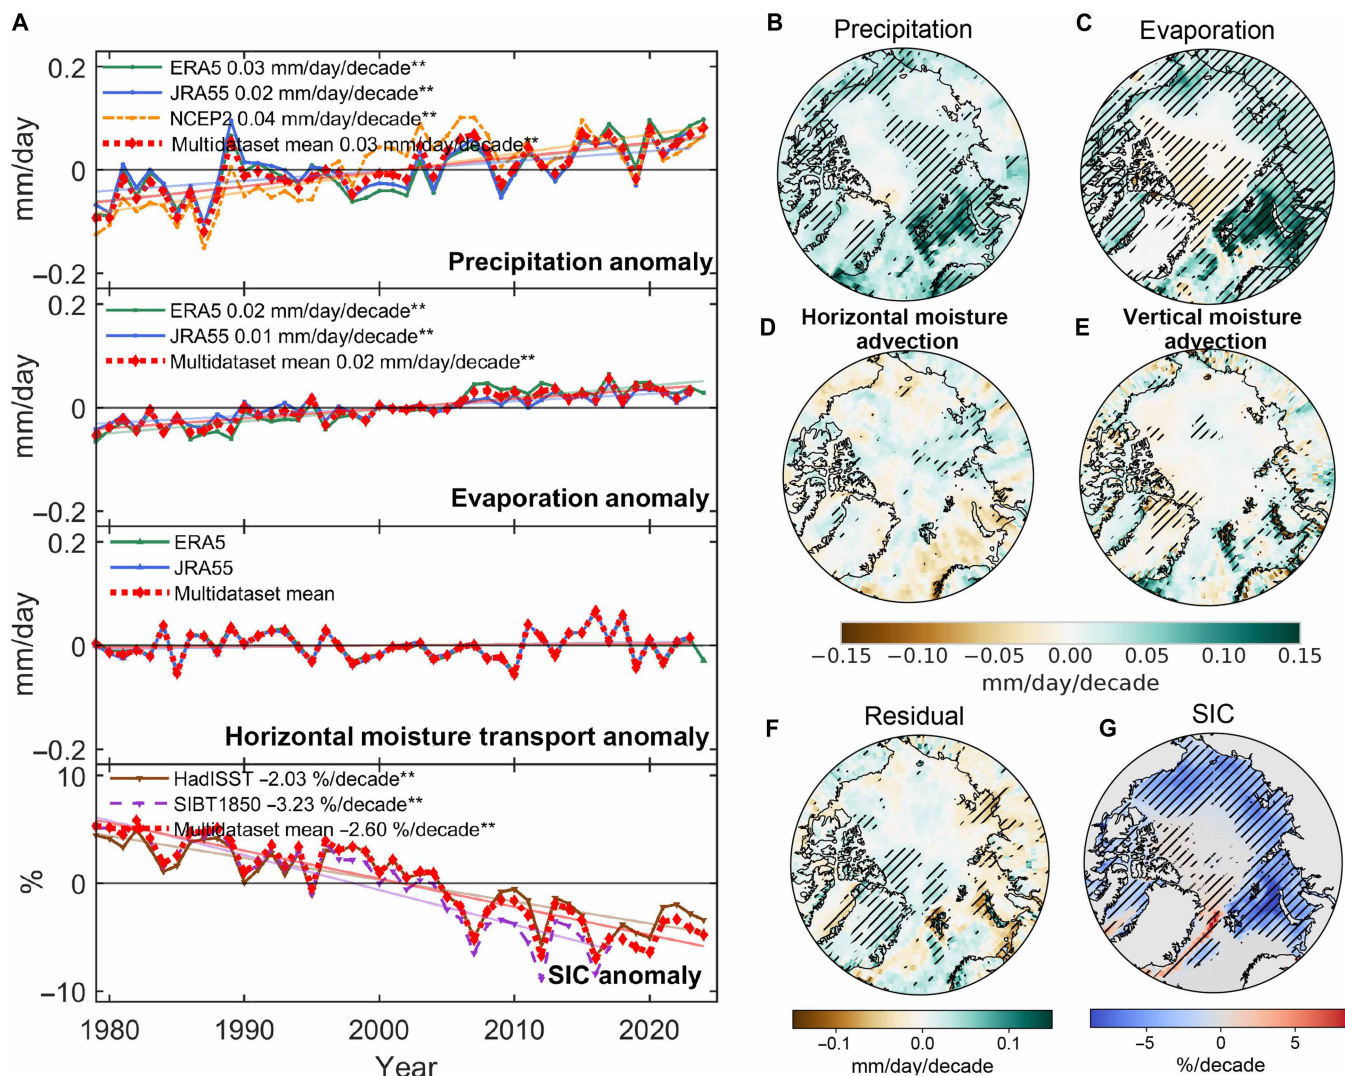 A
0.2
0
−0.2
mm/day
ERA5 0.03 mm/day/decade**
JRA55 0.02 mm/day/decade**
NCEP2 0.04 mm/day/decade**
Multidataset mean 0.03 mm/day/decade**
Precipitation anomaly
0.2
0
−0.2
mm/day
ERA5 0.02 mm/day/decade**
JRA55 0.01 mm/day/decade**
Multidataset mean 0.02 mm/day/decade**
Evaporation anomaly
0.2
0
−0.2
mm/day
ERA5
JRA55
Multidataset mean
Horizontal moisture transport anomaly
10
0
−10
%
HadISST −2.03 %/decade**
SIBT1850 −3.23 %/decade**
Multidataset mean −2.60 %/decade**
SIC anomaly
1980 1990 2000 2010 2020
Year
B
Precipitation
C
Evaporation
D
Horizontal moisture
advection
E
Vertical moisture
advection
−0.15 −0.10 −0.05 0.00 0.05 0.10 0.15
mm/day/decade
F
Residual
−0.1 0.0 0.1
mm/day/decade
G
SIC
−5 0 5
%/decade